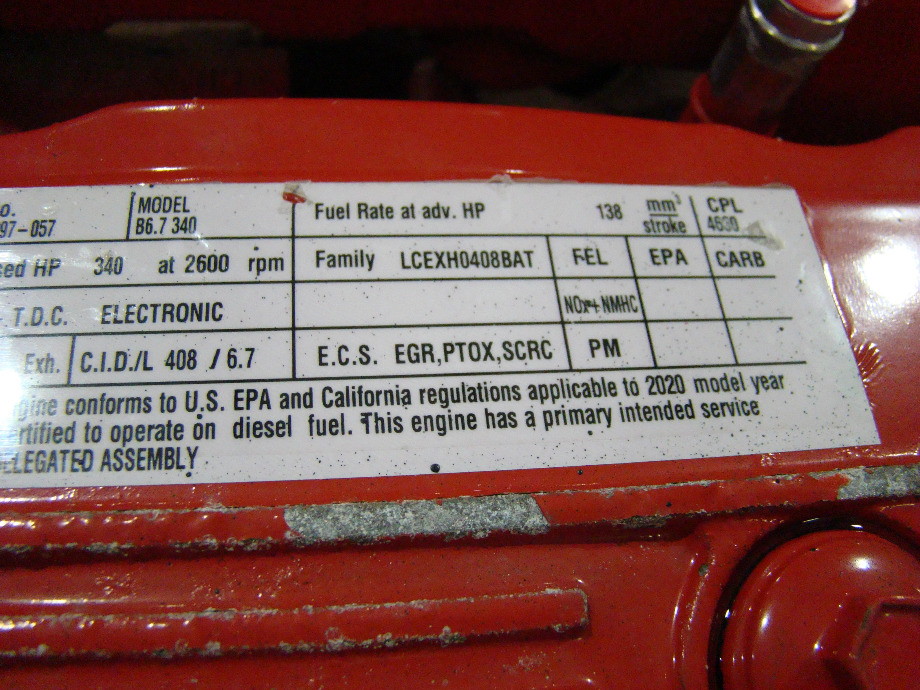 MODEL
97-057 B6.7 340
Fuel Rate at adv. HP 138 mm³ stroke
CPL
4630
HP 340 at 2600 rpm
Family LCEXH0408BAT FEL EPA CARB
T.D.C. ELECTRONIC
NOx+NMHC
Exh. C.I.D./L 408 / 6.7
E.C.S. EGR,PTOX,SCRC PM
gine conforms to U.S. EPA and California regulations applicable to 2020 model year
rtified to operate on diesel fuel. This engine has a primary intended service
ELEGATED ASSEMBLY